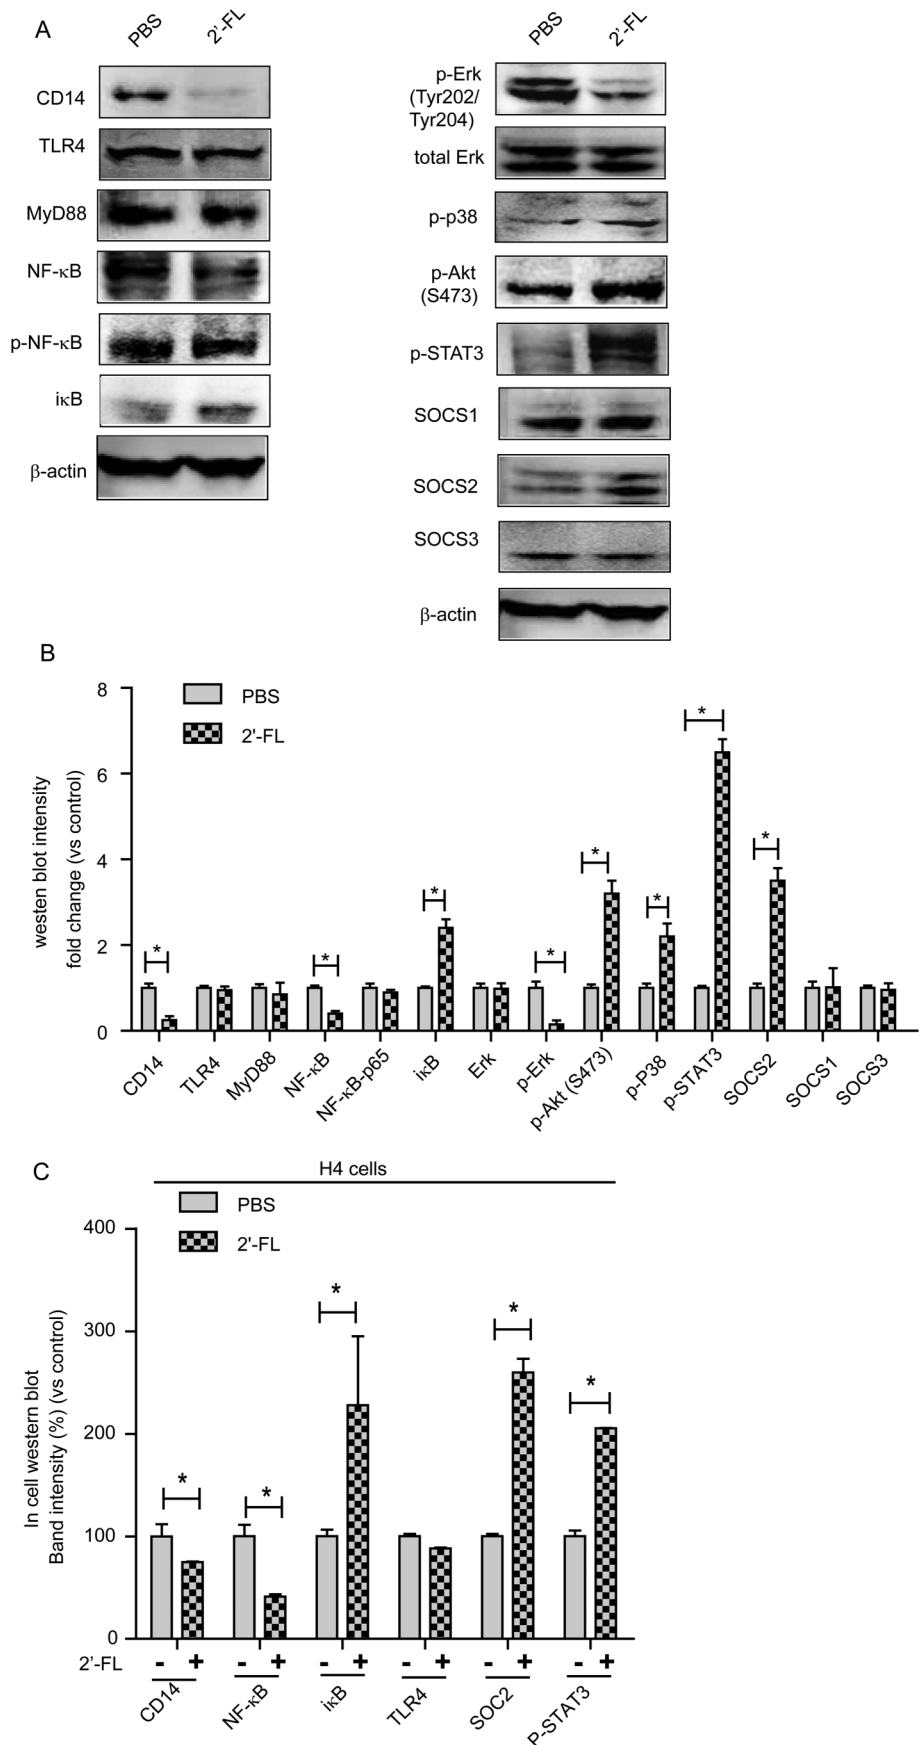 A
PBS
2'-FL
CD14
TLR4
MyD88
NF-κB
p-NF-κB
iκB
β-actin
PBS
2'-FL
p-Erk
(Tyr202/
Tyr204)
total Erk
p-p38
p-Akt
(S473)
p-STAT3
SOCS1
SOCS2
SOCS3
β-actin
B
westen blot intensity
fold change (vs control)
8
6
4
2
0
PBS
2'-FL
*
*
*
*
*
*
*
*
CD14
TLR4
MyD88
NF-κB
NF-κB-p65
iκB
Erk
p-Erk
p-Akt (S473)
p-P38
p-STAT3
SOCS2
SOCS1
SOCS3
C
H4 cells
PBS
2'-FL
In cell western blot
Band intensity (%) (vs control)
400
300
200
100
0
*
*
*
*
*
2'-FL - + - + - + - + - + - +
CD14
NF-κB
iκB
TLR4
SOC2
P-STAT3